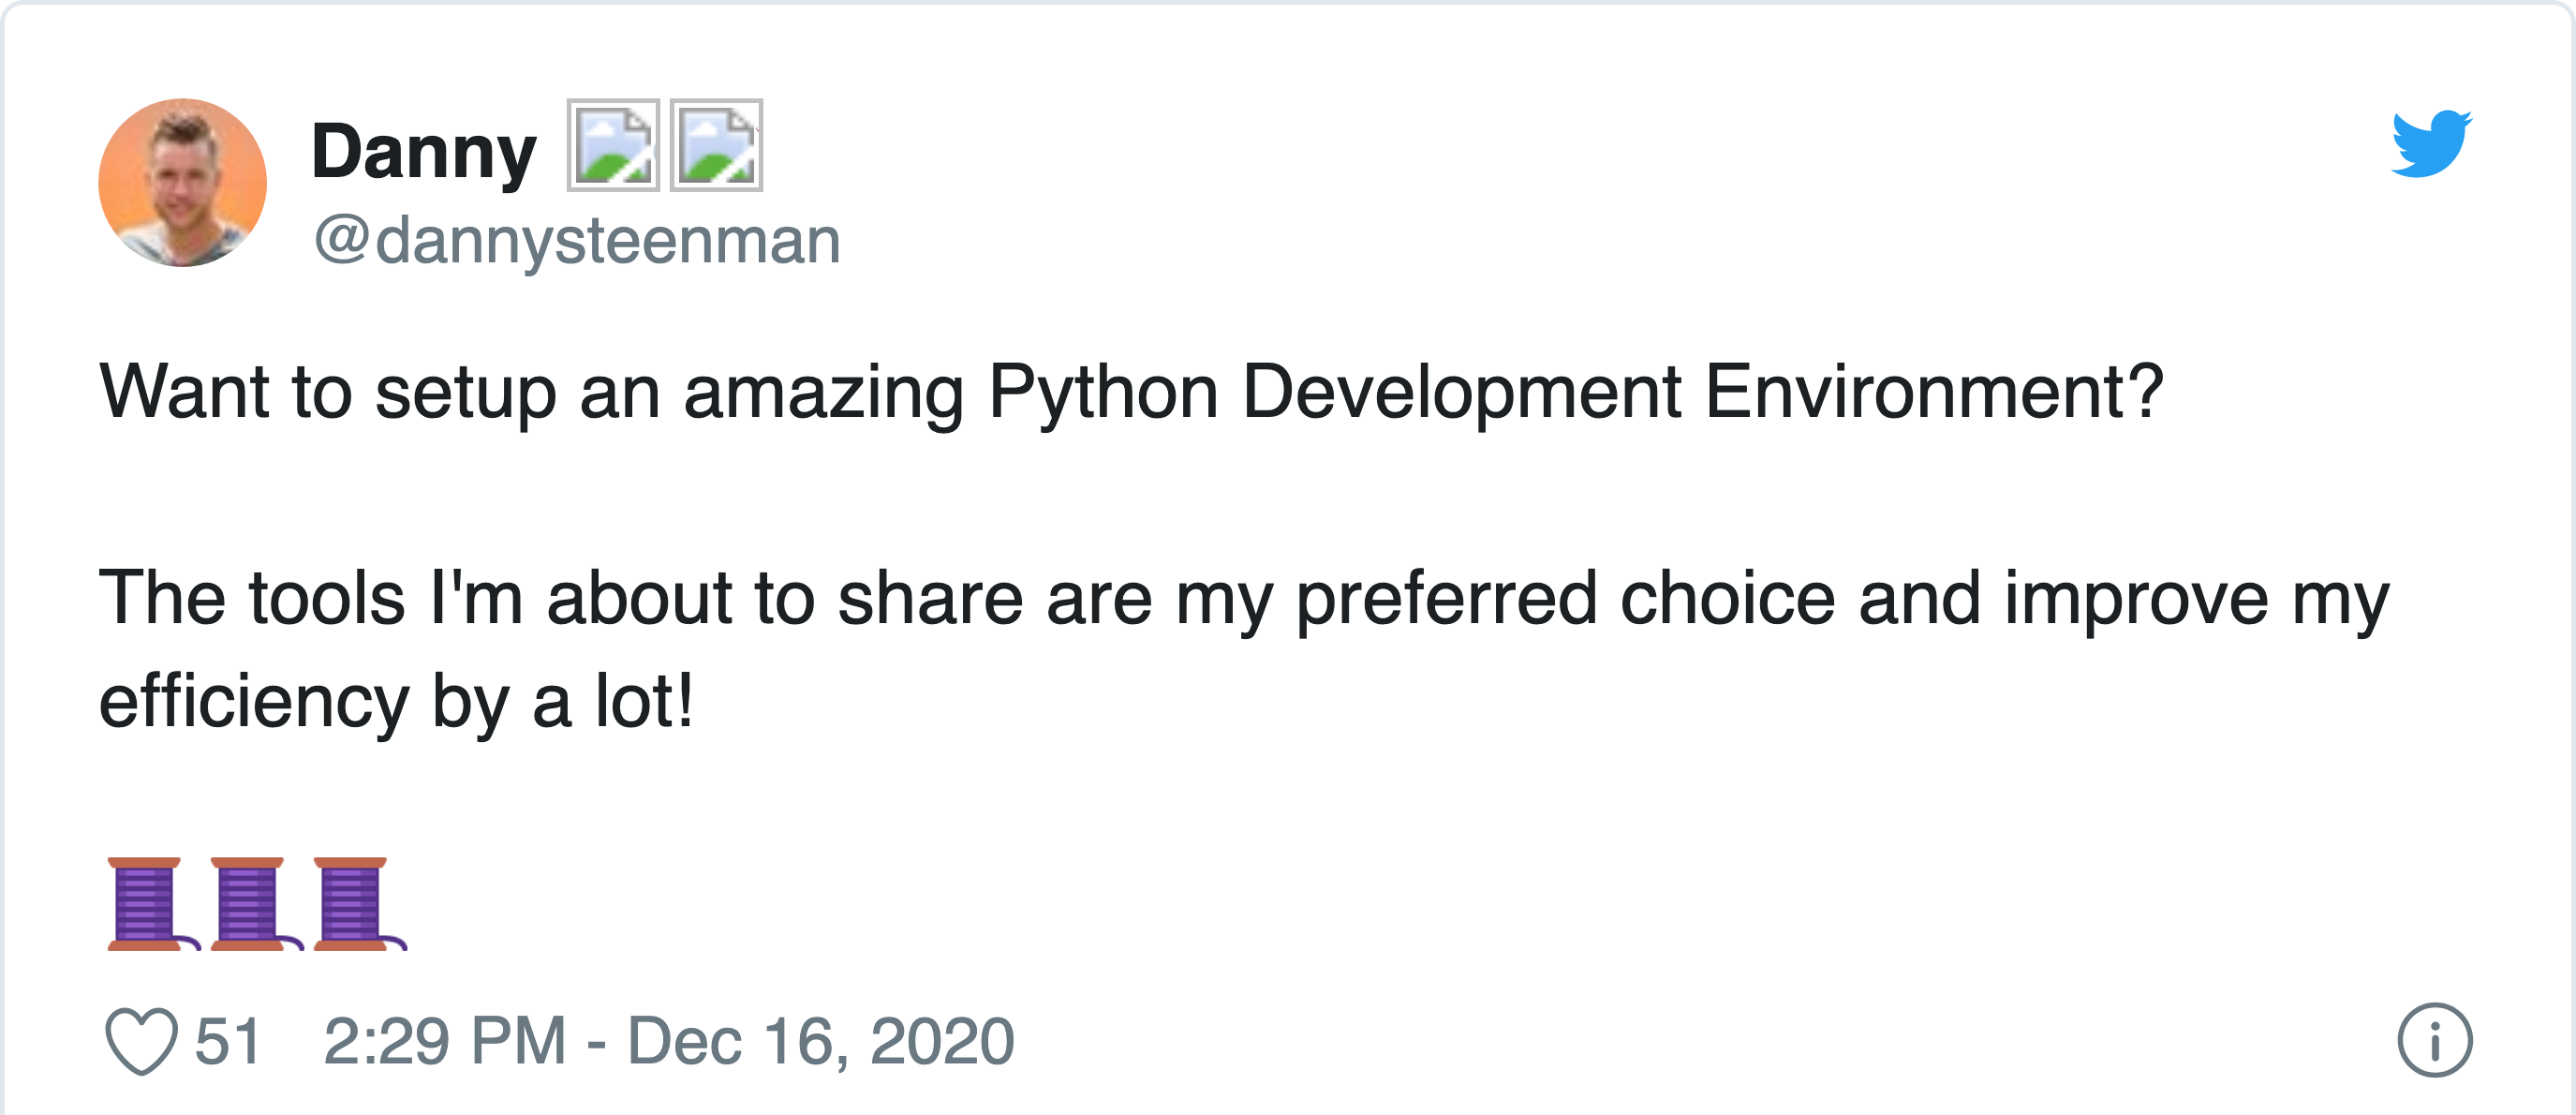 Danny
@dannysteenman
Want to setup an amazing Python Development Environment?
The tools I'm about to share are my preferred choice and improve my
efficiency by a lot!
51 2:29 PM - Dec 16, 2020